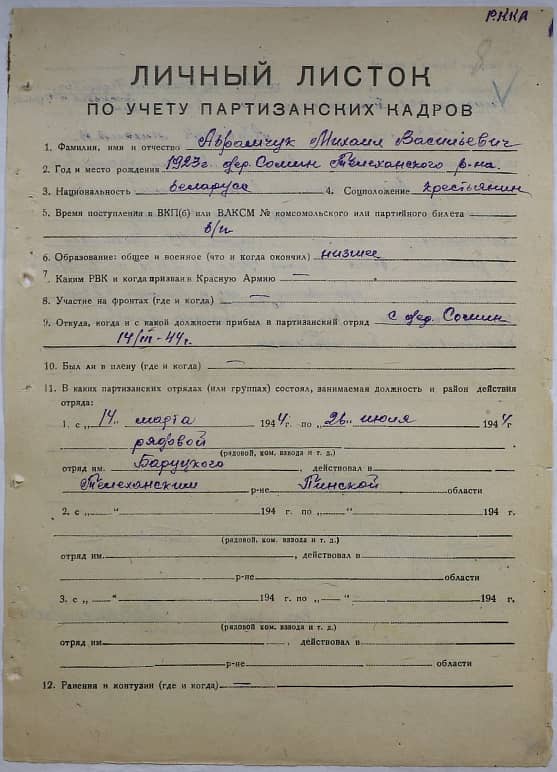 РККА
ЛИЧНЫЙ ЛИСТОК
ПО УЧЕТУ ПАРТИЗАНСКИХ КАДРОВ
1. Фамилия, имя и отчество Аврамчук Михаил Васильевич
2. Год и место рождения 1923г. дер. Сомин Телеханского р-на.
3. Национальность беларуса 4. Соцположение крестьянин
5. Время поступления в ВКП(б) или ВЛКСМ № комсомольского или партийного билета
б/п
6. Образование: общее и военное (что и когда окончил) низшее
7. Каким РВК и когда призван в Красную Армию —
8. Участие на фронтах (где и когда) —
9. Откуда, когда и с какой должности прибыл в партизанский отряд с дер. Сомин
14/III-44г.
10. Был ли в плену (где и когда) —
11. В каких партизанских отрядах (или группах) состоял, занимаемая должность и район действия
отряда:
1. с „14„ марта 1944г. по „26„ июля 1944г
рядовой
(рядовой, ком. взвода и т. д.)
отряд им. Баруцкого, действовал в
Телеханским р-не Пинской области
2. с „ — “ 194 г. по „ — “ 194 г.
(рядовой, ком. взвода и т. д.)
отряд им. , действовал в
р-не области
3. с „ — “ 194 г. по „ — “ 194 г.
(рядовой, ком. взвода и т. д.)
отряд им. , действовал в
р-не области
12. Ранения и контузии (где и когда) —